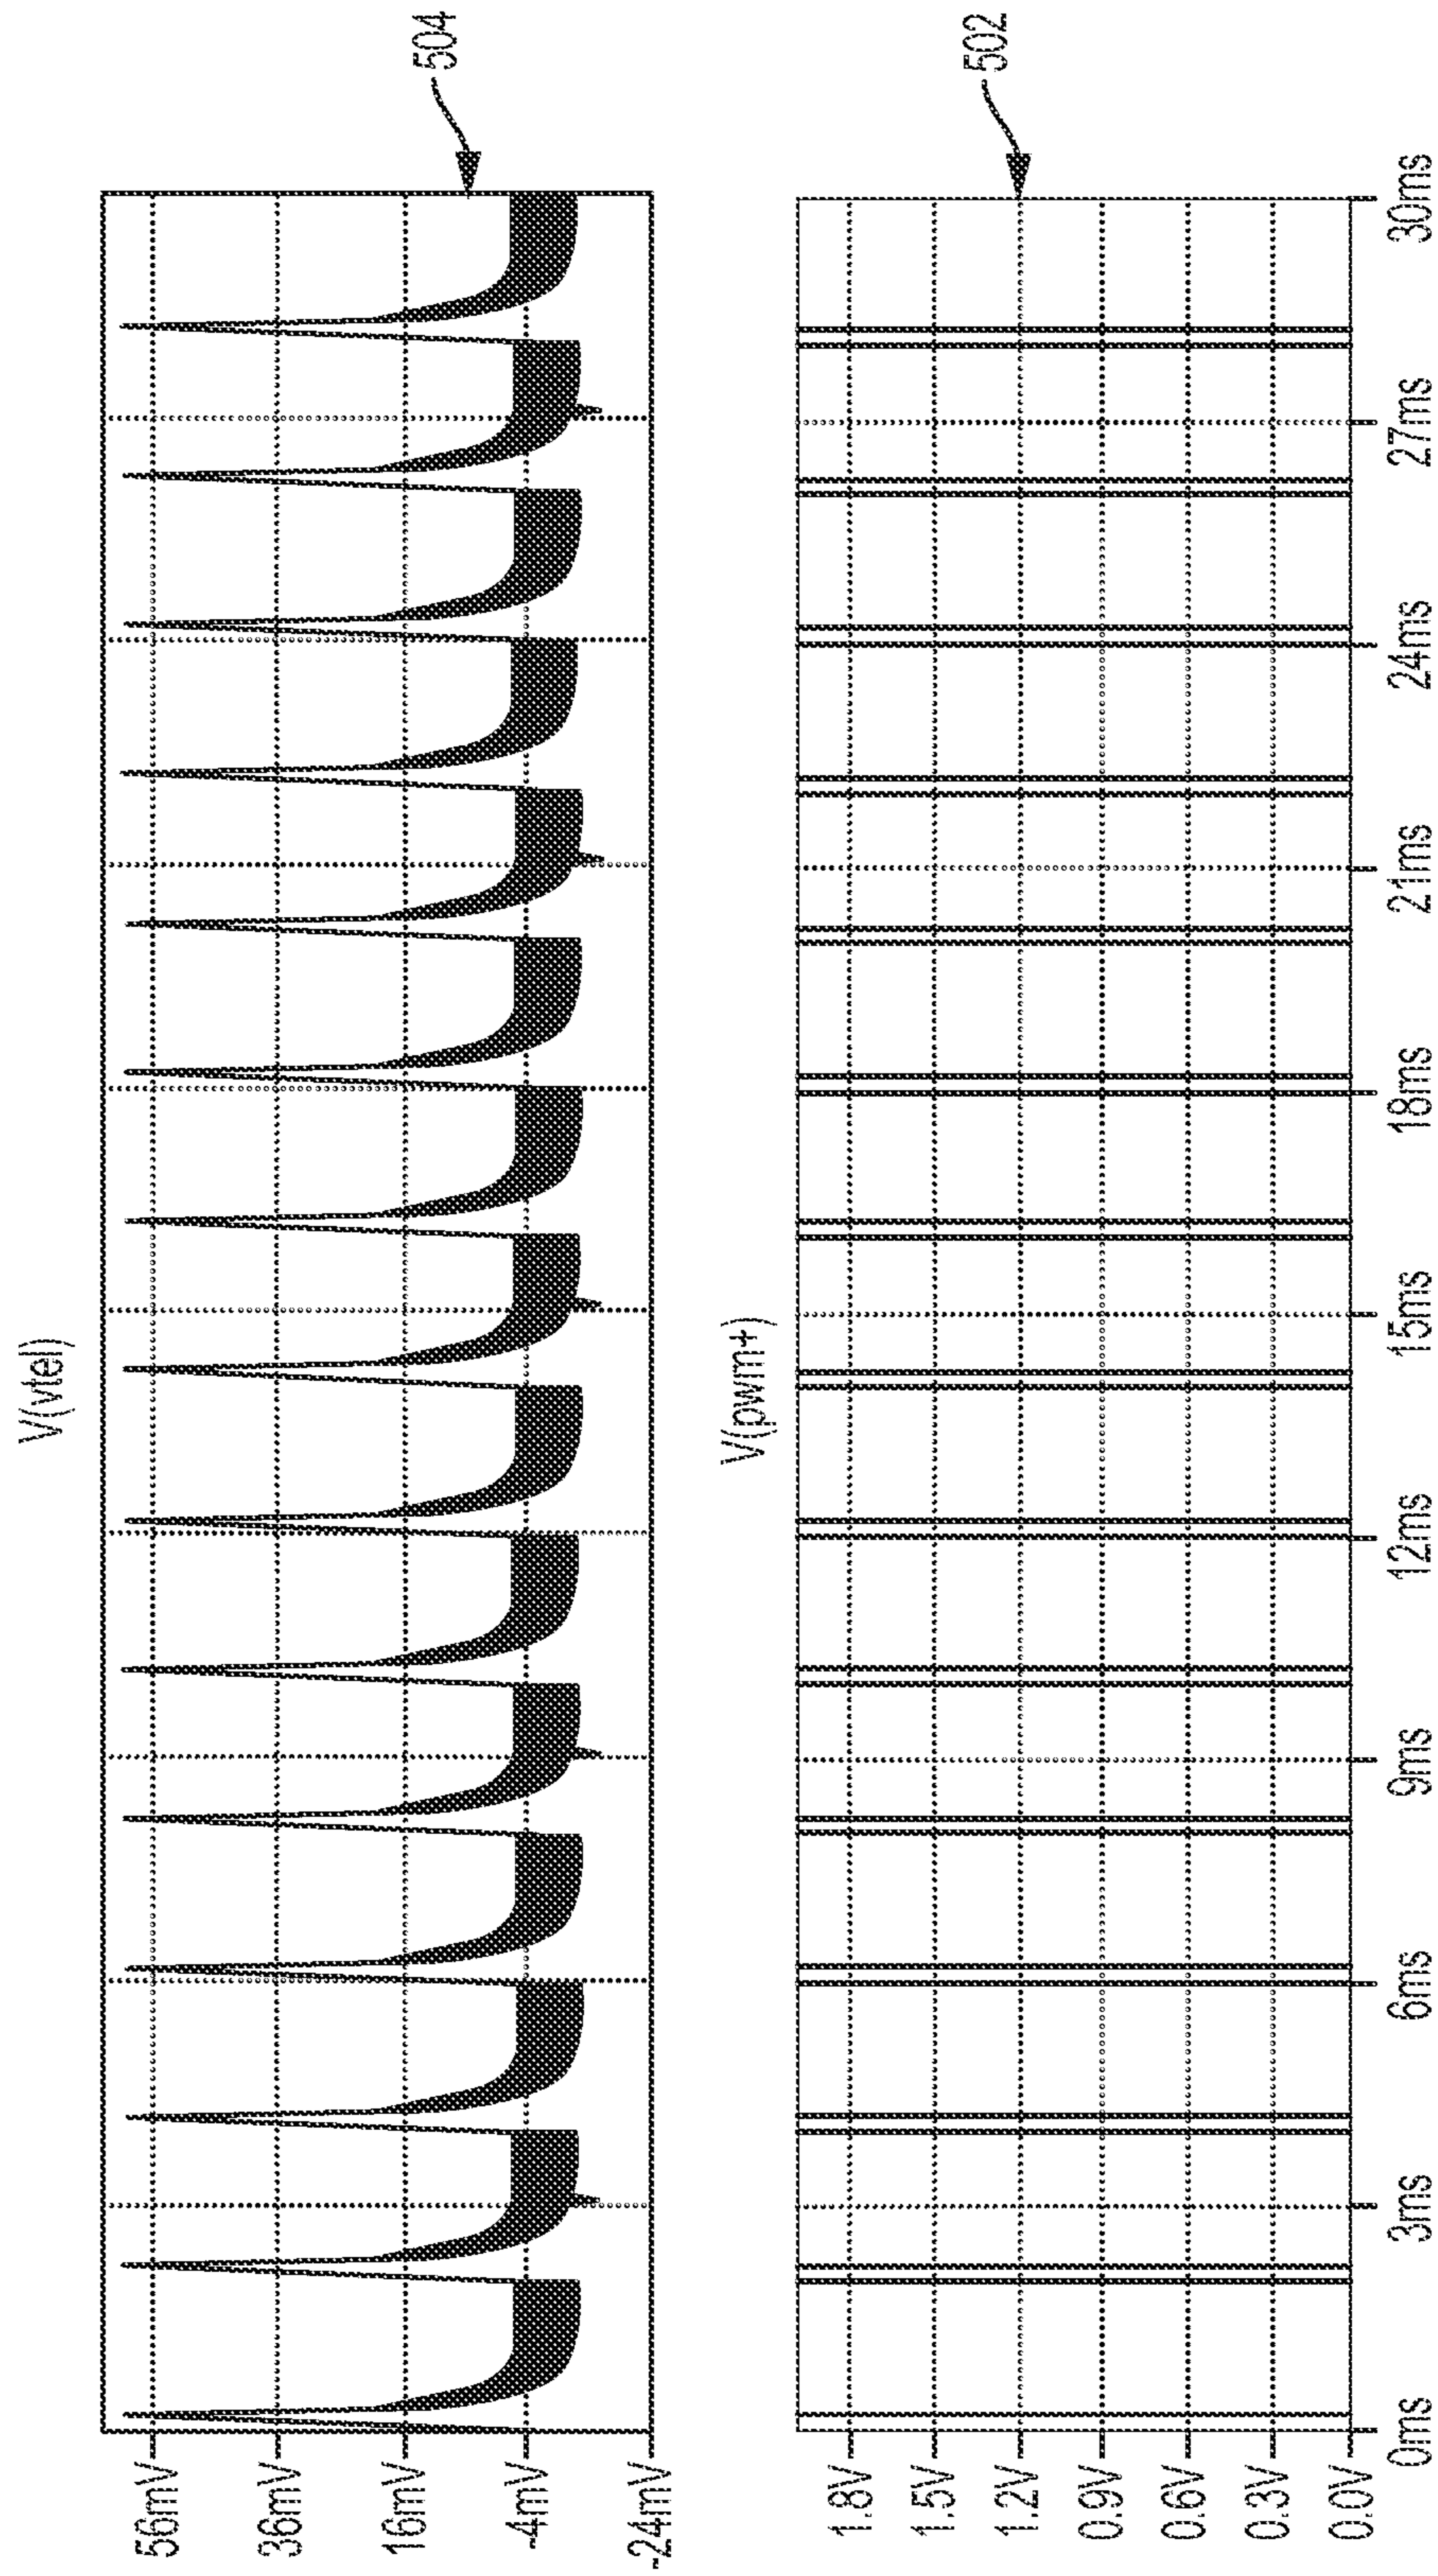 V(vtel)
56mV
36mV
16mV
-4mV
-24mV
504
V(pwm+)
1.8V
1.5V
1.2V
0.9V
0.6V
0.3V
0.0V
502
0ms
3ms
6ms
9ms
12ms
15ms
18ms
21ms
24ms
27ms
30ms